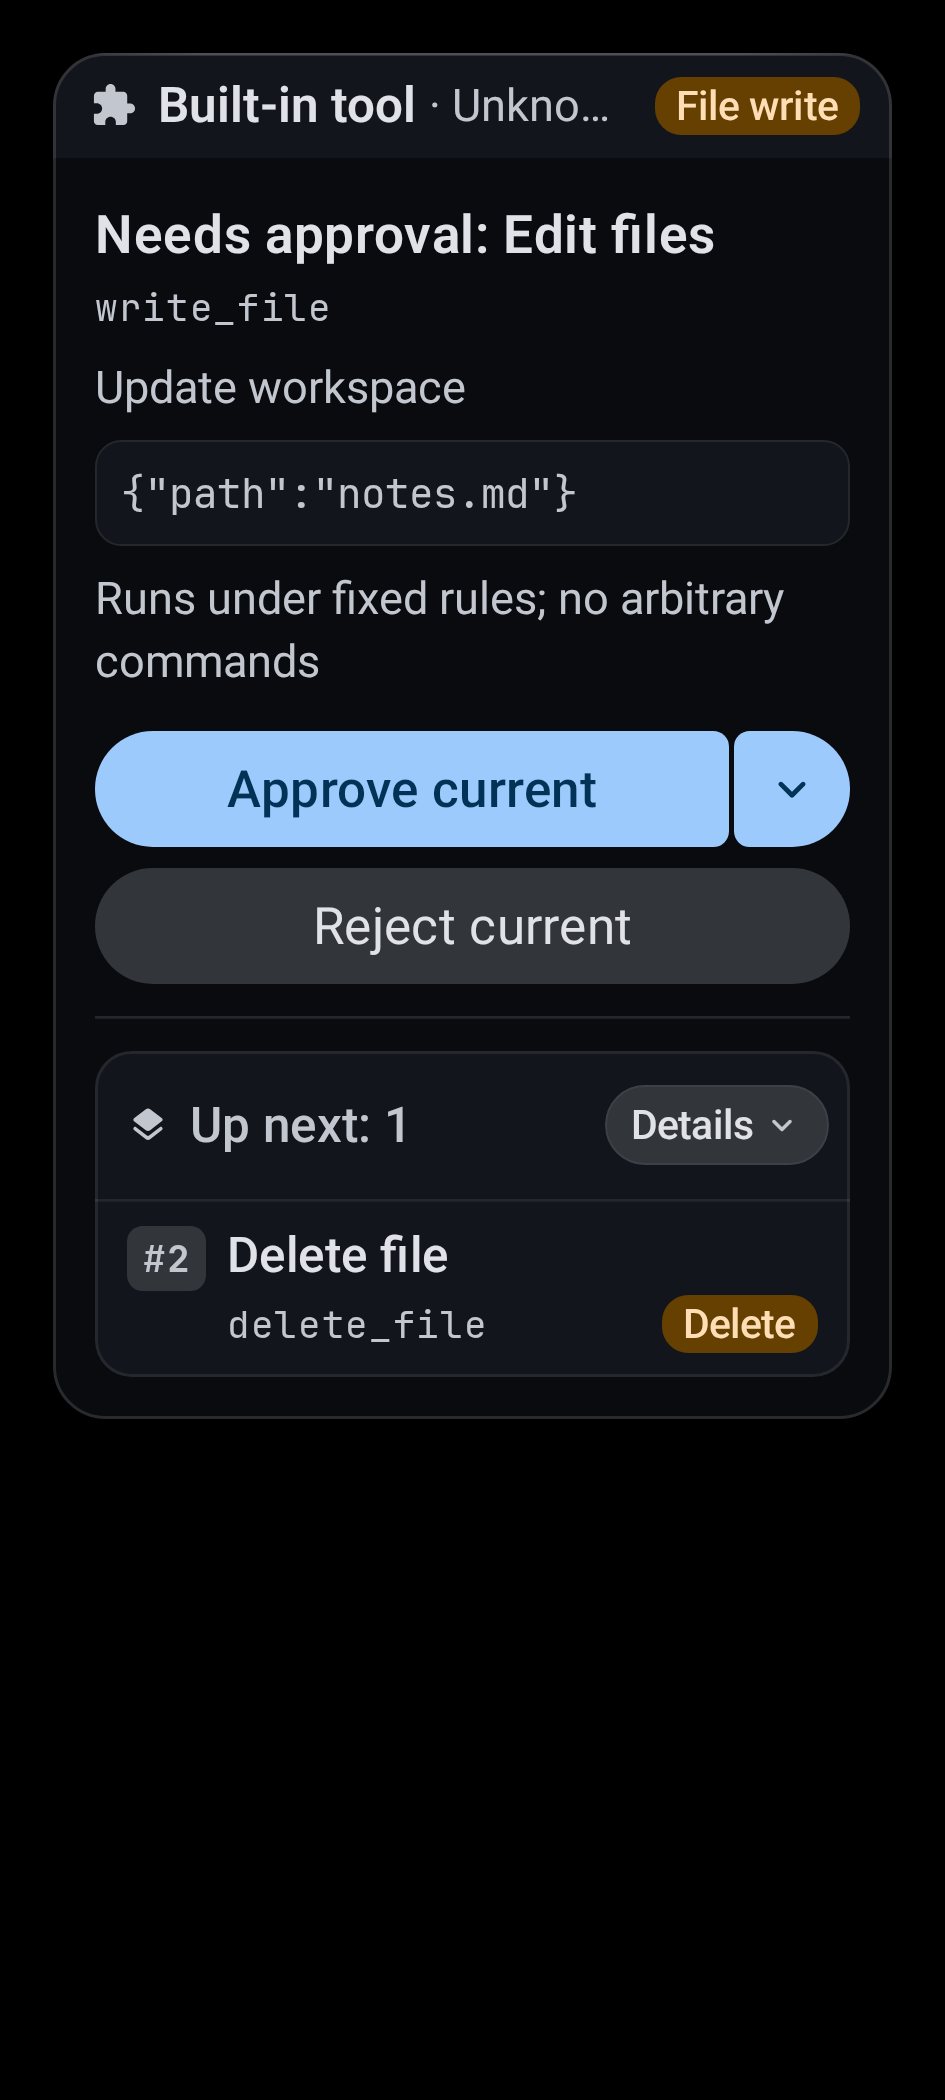 Built-in tool · Unkno... File write
Needs approval: Edit files
write_file
Update workspace
{"path":"notes.md"}
Runs under fixed rules; no arbitrary
commands
Approve current
Reject current
Up next: 1 Details
#2 Delete file
delete_file Delete